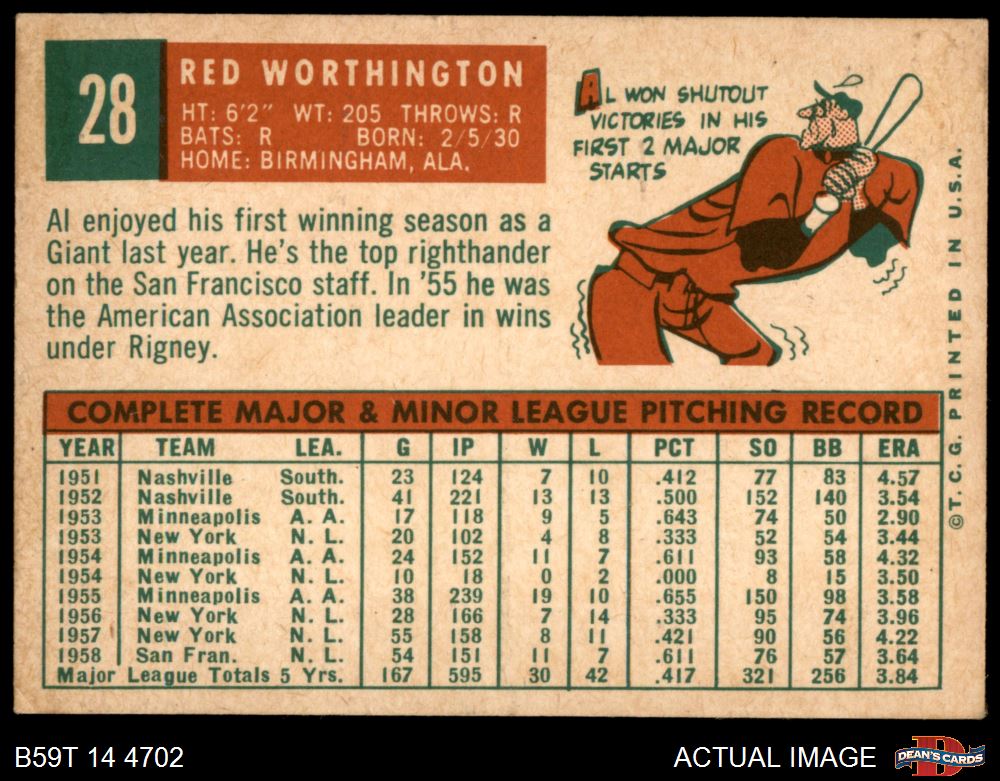 28
RED WORTHINGTON
HT: 6'2" WT: 205 THROWS: R
BATS: R BORN: 2/5/30
HOME: BIRMINGHAM, ALA.
AL WON SHUTOUT
VICTORIES IN HIS
FIRST 2 MAJOR
STARTS
Al enjoyed his first winning season as a
Giant last year. He's the top righthander
on the San Francisco staff. In '55 he was
the American Association leader in wins
under Rigney.
COMPLETE MAJOR & MINOR LEAGUE PITCHING RECORD
YEAR TEAM LEA. G IP W L PCT SO BB ERA
1951 Nashville South. 23 124 7 10 .412 77 83 4.57
1952 Nashville South. 41 221 13 13 .500 152 140 3.54
1953 Minneapolis A. A. 17 118 9 5 .643 74 50 2.90
1953 New York N. L. 20 102 4 8 .333 52 54 3.44
1954 Minneapolis A. A. 24 152 11 7 .611 93 58 4.32
1954 New York N. L. 10 18 0 2 .000 8 15 3.50
1955 Minneapolis A. A. 38 239 19 10 .655 150 98 3.58
1956 New York N. L. 28 166 7 14 .333 95 74 3.96
1957 New York N. L. 55 158 8 11 .421 90 56 4.22
1958 San Fran. N. L. 54 151 11 7 .611 76 57 3.64
Major League Totals 5 Yrs. 167 595 30 42 .417 321 256 3.84
© T. C. G. PRINTED IN U. S. A.
B59T 14 4702
ACTUAL IMAGE
DEAN'S CARDS